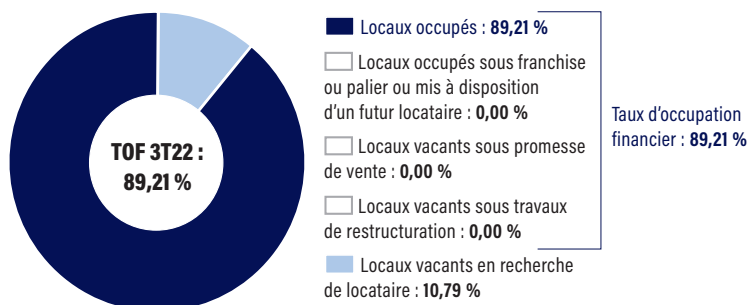 TOF 3T22 :
89,21 %
Locaux occupés : 89,21 %
Locaux occupés sous franchise
ou palier ou mis à disposition
d'un futur locataire : 0,00 %
Locaux vacants sous promesse
de vente : 0,00 %
Locaux vacants sous travaux
de restructuration : 0,00 %
Locaux vacants en recherche
de locataire : 10,79 %
Taux d'occupation
financier : 89,21 %